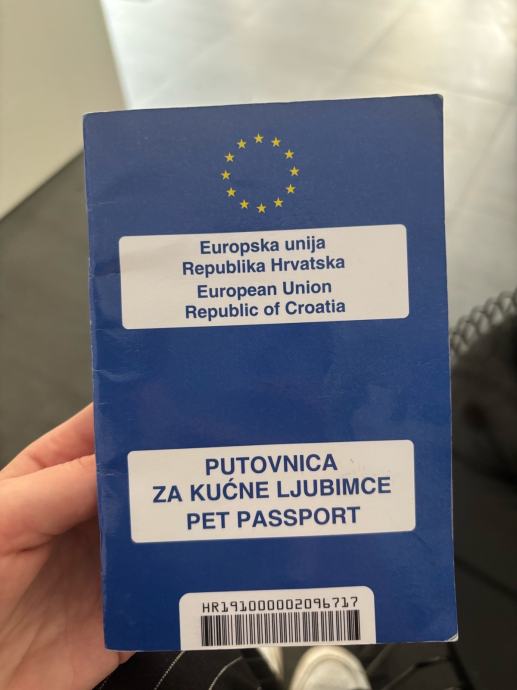 Europska unija
Republika Hrvatska
European Union
Republic of Croatia
PUTOVNICA
ZA KUĆNE LJUBIMCE
PET PASSPORT
HR191000002096717